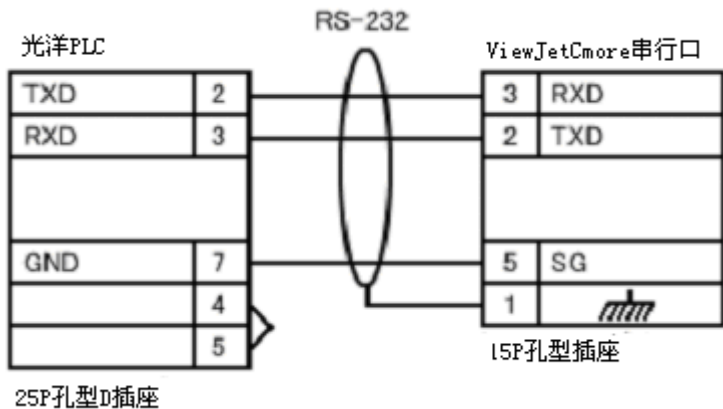 RS-232
光洋PLC
ViewJetCmore串行口
TXD 2 3 RXD
RXD 3 2 TXD
GND 7 5 SG
4 1
5
15P孔型插座
25P孔型D插座